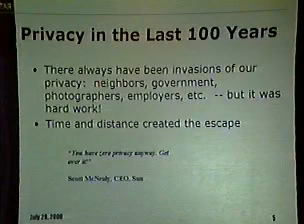 Privacy in the Last 100 Years
• There always have been invasions of our
privacy: neighbors, government,
photographers, employers, etc. -- but it was
hard work!
• Time and distance created the escape
"You have zero privacy anyway. Get
over it!"
Scott McNealy, CEO, Sun
July 28, 2000
5